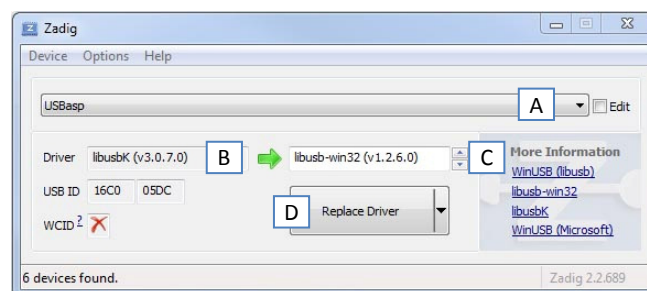 Zadig
Device Options Help
USBasp A Edit
Driver libusbK (v3.0.7.0) B libusb-win32 (v1.2.6.0) C
USB ID 16C0 05DC
WCID ?
D Replace Driver
More Information
WinUSB (libusb)
libusb-win32
libusbK
WinUSB (Microsoft)
6 devices found. Zadig 2.2.689